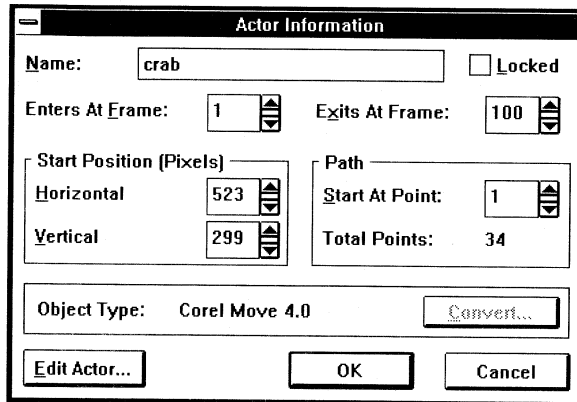 Actor Information
Name: crab Locked
Enters At Frame: 1 Exits At Frame: 100
Start Position (Pixels) Path
Horizontal 523 Start At Point: 1
Vertical 299 Total Points: 34
Object Type: Corel Move 4.0 Convert...
Edit Actor... OK Cancel